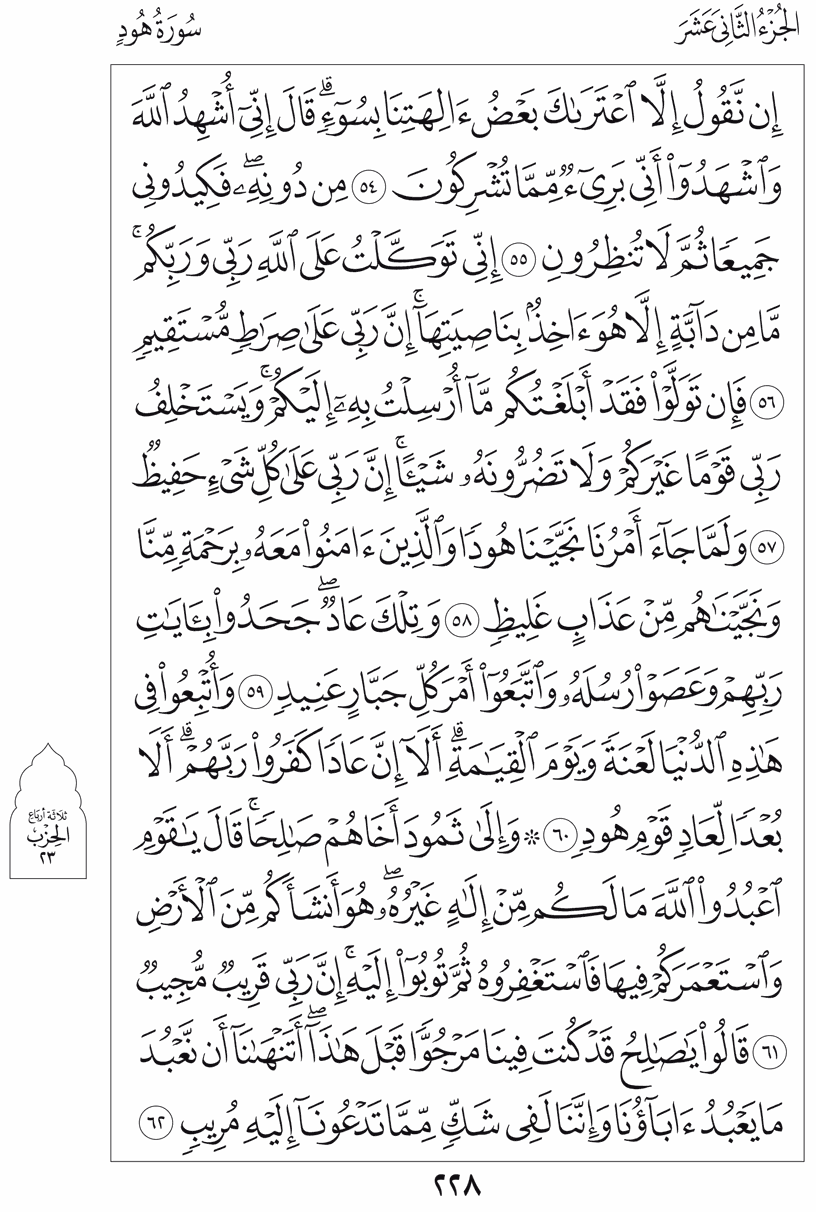 الجُزْءُ الثَّانِي عَشَرَ
سُورَةُ هُودٍ
إِن نَّقُولُ إِلَّا ٱعْتَرَىٰكَ بَعْضُ ءَالِهَتِنَا بِسُوٓءٍۗ قَالَ إِنِّىٓ أُشْهِدُ ٱللَّهَ
وَٱشْهَدُوٓا۟ أَنِّى بَرِىٓءٌ مِّمَّا تُشْرِكُونَ ٥٤ مِن دُونِهِۦۖ فَكِيدُونِى
جَمِيعًا ثُمَّ لَا تُنظِرُونِ ٥٥ إِنِّى تَوَكَّلْتُ عَلَى ٱللَّهِ رَبِّى وَرَبِّكُمۚ
مَّا مِن دَآبَّةٍ إِلَّا هُوَ ءَاخِذٌۢ بِنَاصِيَتِهَآۚ إِنَّ رَبِّى عَلَىٰ صِرَٰطٍ مُّسْتَقِيمٍ
٥٦ فَإِن تَوَلَّوْا۟ فَقَدْ أَبْلَغْتُكُم مَّآ أُرْسِلْتُ بِهِۦٓ إِلَيْكُمْۚ وَيَسْتَخْلِفُ
رَبِّى قَوْمًا غَيْرَكُمْ وَلَا تَضُرُّونَهُۥ شَيْـًٔاۚ إِنَّ رَبِّى عَلَىٰ كُلِّ شَىْءٍ حَفِيظٌ
٥٧ وَلَمَّا جَآءَ أَمْرُنَا نَجَّيْنَا هُودًا وَٱلَّذِينَ ءَامَنُوا۟ مَعَهُۥ بِرَحْمَةٍ مِّنَّا
وَنَجَّيْنَٰهُم مِّنْ عَذَابٍ غَلِيظٍ ٥٨ وَتِلْكَ عَادٌۖ جَحَدُوا۟ بِـَٔايَٰتِ
رَبِّهِمْ وَعَصَوْا۟ رُسُلَهُۥ وَٱتَّبَعُوٓا۟ أَمْرَ كُلِّ جَبَّارٍ عَنِيدٍ ٥٩ وَأُتْبِعُوا۟ فِى
هَٰذِهِ ٱلدُّنْيَا لَعْنَةً وَيَوْمَ ٱلْقِيَٰمَةِۗ أَلَآ إِنَّ عَادًا كَفَرُوا۟ رَبَّهُمْۗ أَلَا
بُعْدًا لِّعَادٍ قَوْمِ هُودٍ ٦٠ ۞ وَإِلَىٰ ثَمُودَ أَخَاهُمْ صَٰلِحًاۚ قَالَ يَٰقَوْمِ
ٱعْبُدُوا۟ ٱللَّهَ مَا لَكُم مِّنْ إِلَٰهٍ غَيْرُهُۥۖ هُوَ أَنشَأَكُم مِّنَ ٱلْأَرْضِ
وَٱسْتَعْمَرَكُمْ فِيهَا فَٱسْتَغْفِرُوهُ ثُمَّ تُوبُوٓا۟ إِلَيْهِۚ إِنَّ رَبِّى قَرِيبٌ مُّجِيبٌ
٦١ قَالُوا۟ يَٰصَٰلِحُ قَدْ كُنتَ فِينَا مَرْجُوًّا قَبْلَ هَٰذَآۖ أَتَنْهَىٰنَآ أَن نَّعْبُدَ
مَا يَعْبُدُ ءَابَآؤُنَا وَإِنَّنَا لَفِى شَكٍّ مِّمَّا تَدْعُونَآ إِلَيْهِ مُرِيبٍ ٦٢
ثَلَاثَةُ أَرْبَاعِ
الحِزْبِ
٢٣
٢٢٨